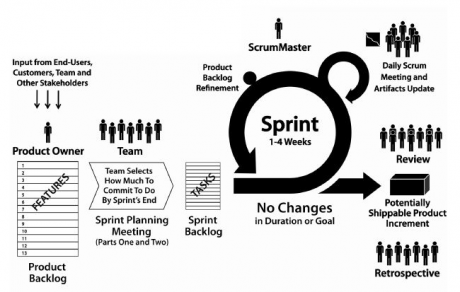 Input from End-Users,
Customers, Team and
Other Stakeholders
Product Owner
1
2
3
4
5
6
7
8
9
10
11
12
13
FEATURES
Product
Backlog
Team
Team Selects
How Much To
Commit To Do
By Sprint's End
Sprint Planning
Meeting
(Parts One and Two)
TASKS
Sprint
Backlog
ScrumMaster
Product
Backlog
Refinement
Sprint
1-4 Weeks
No Changes
in Duration or Goal
Daily Scrum
Meeting and
Artifacts Update
Review
Potentially
Shippable Product
Increment
Retrospective